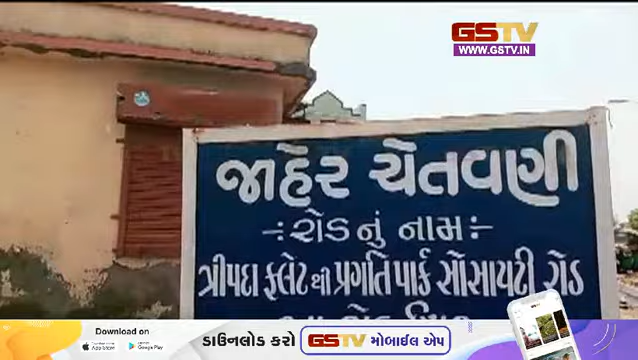 GSTV
WWW.GSTV.IN
જાહેર ચેતવણી
-:રોડનું નામ:-
ત્રીપદા ફ્લેટ થી પ્રગતિપાર્ક સોસાયટી રોડ
Download on
App Store
Google Play
ડાઉનલોડ કરો GSTV મોબાઈલ એપ